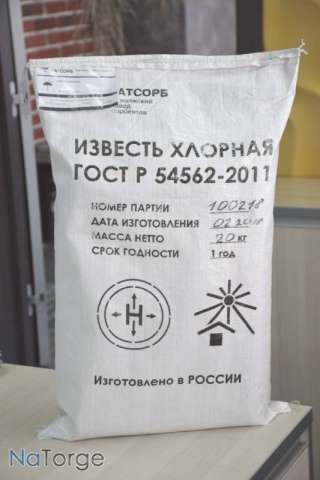 АТСОРБ
ИЗВЕСТЬ ХЛОРНАЯ
ГОСТ Р 54562-2011
НОМЕР ПАРТИИ 100218
ДАТА ИЗГОТОВЛЕНИЯ
МАССА НЕТТО 20 кг
СРОК ГОДНОСТИ 1 год
Н
Изготовлено в РОССИИ
NaTorge